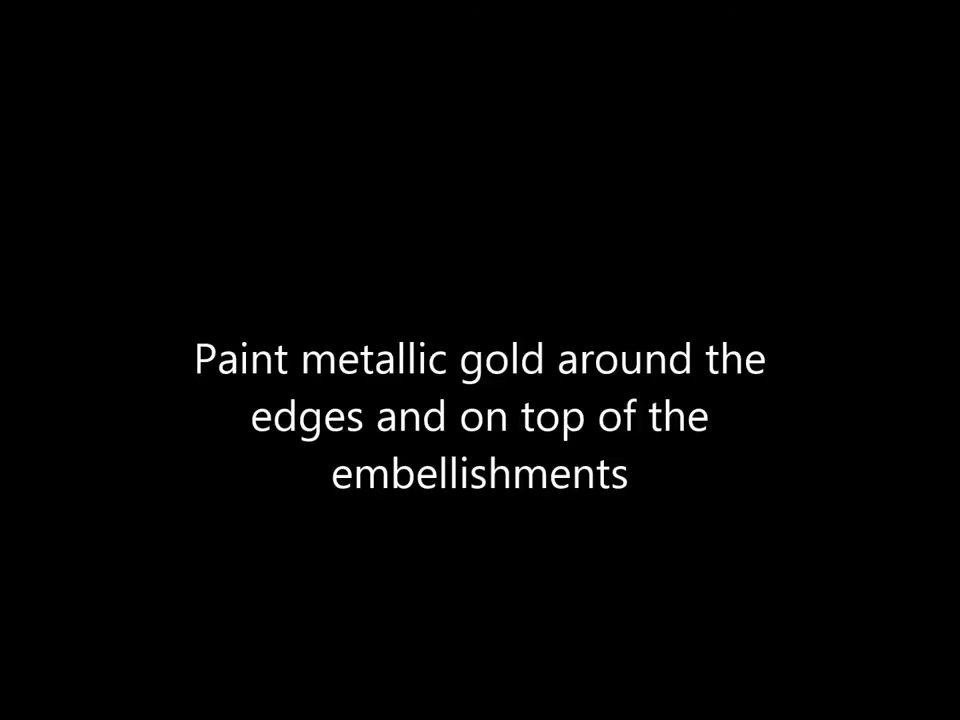 Paint metallic gold around the
edges and on top of the
embellishments